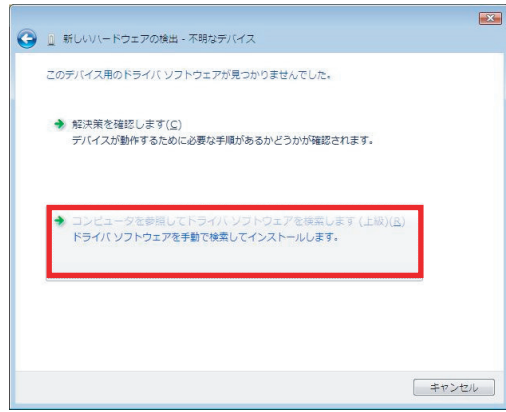 新しいハードウェアの検出 - 不明なデバイス
このデバイス用のドライバ ソフトウェアが見つかりませんでした。
解決策を確認します(C)
デバイスが動作するために必要な手順があるかどうかが確認されます。
コンピュータを参照してドライバ ソフトウェアを検索します (上級)(R)
ドライバ ソフトウェアを手動で検索してインストールします。
キャンセル